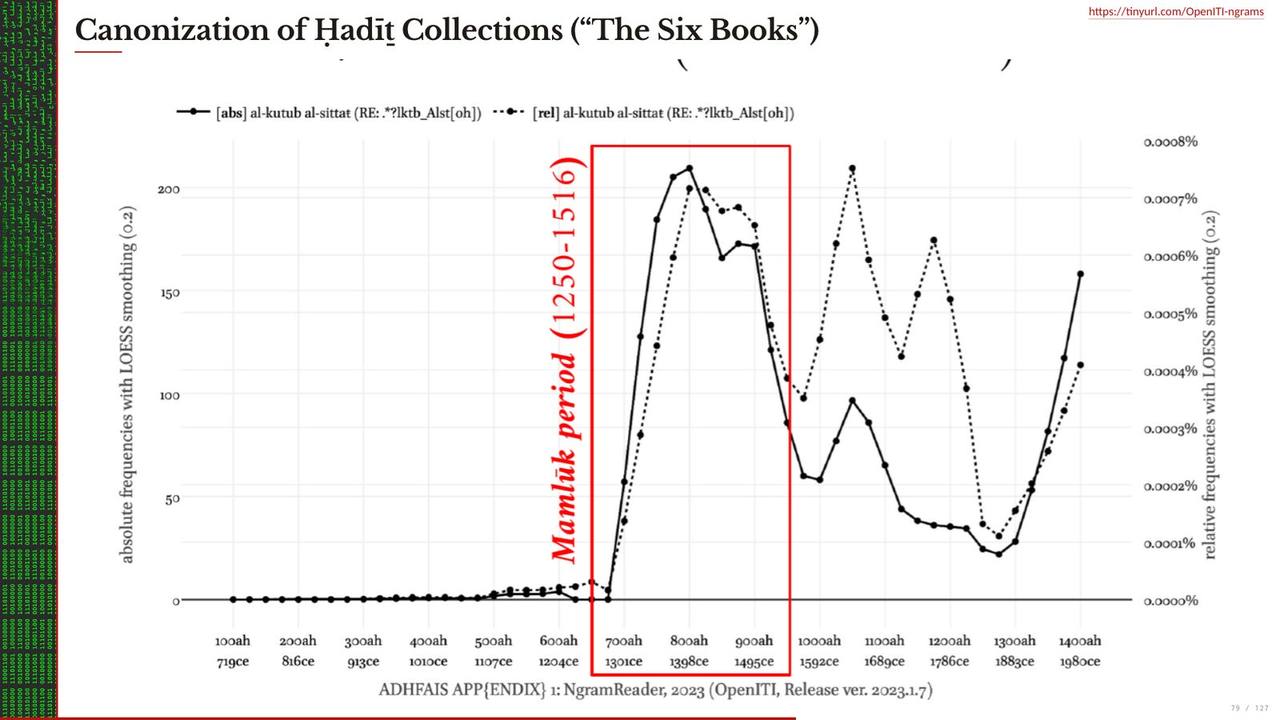 https://tinyurl.com/OpenITI-ngrams
Canonization of Ḥadīṯ Collections (“The Six Books”)
[abs] al-kutub al-sittaẗ (RE: .*?lktb_Alst[oh]) [rel] al-kutub al-sittaẗ (RE: .*?lktb_Alst[oh])
absolute frequencies with LOESS smoothing (0.2)
200
150
100
50
0
Mamlūk period (1250-1516)
0.0008%
0.0007%
0.0006%
0.0005%
0.0004%
0.0003%
0.0002%
0.0001%
0.0000%
relative frequencies with LOESS smoothing (0.2)
100ah 200ah 300ah 400ah 500ah 600ah 700ah 800ah 900ah 1000ah 1100ah 1200ah 1300ah 1400ah
719ce 816ce 913ce 1010ce 1107ce 1204ce 1301ce 1398ce 1495ce 1592ce 1689ce 1786ce 1883ce 1980ce
ADHFAIS APP{ENDIX} 1: NgramReader, 2023 (OpenITI, Release ver. 2023.1.7)
79 / 127